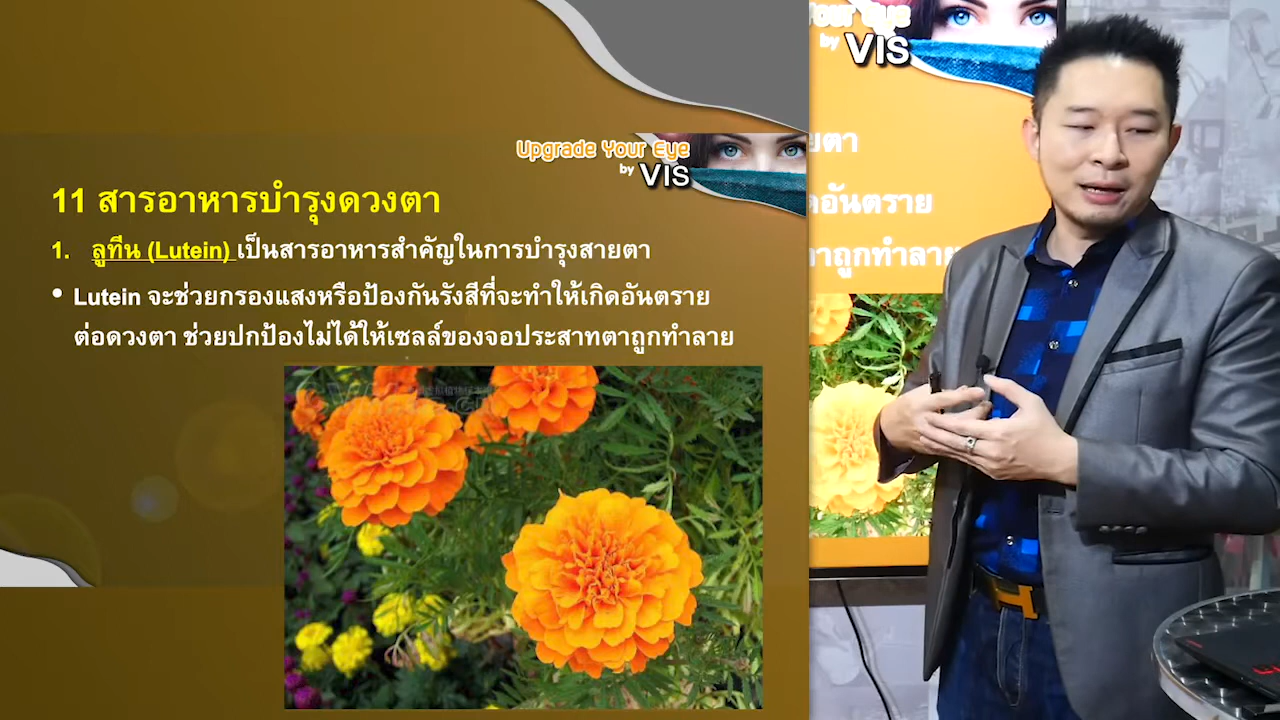 Upgrade Your Eye
by VIS
11 สารอาหารบำรุงดวงตา
1. ลูทีน (Lutein) เป็นสารอาหารสำคัญในการบำรุงสายตา
• Lutein จะช่วยกรองแสงหรือป้องกันรังสีที่จะทำให้เกิดอันตราย
ต่อดวงตา ช่วยปกป้องไม่ได้ให้เซลล์ของจอประสาทตาถูกทำลาย
Your Eye
by VIS
ยตา
ดอันตราย
าถูกทำลาย